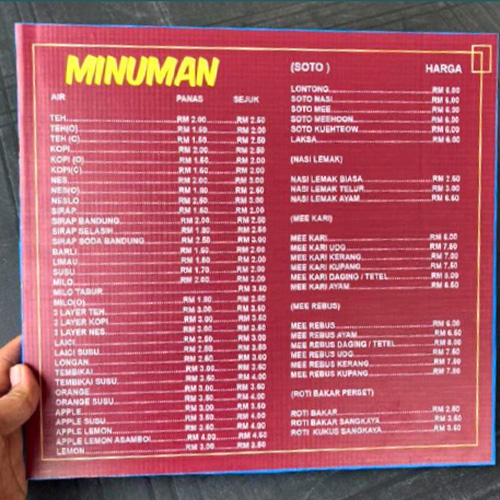 MINUMAN
AIR PANAS SEJUK
TEH RM 2.00 RM 2.50
TEH(O) RM 1.50 RM 2.00
TEH (C) RM 1.50 RM 2.50
KOPI RM 2.00 RM 2.50
KOPI (O) RM 1.50 RM 2.00
KOPI(C) RM 1.60 RM 2.00
NES RM 2.00 RM 3.00
NES(O) RM 1.80 RM 2.60
NESLO RM 2.50 RM 3.00
SIRAP RM 1.50 RM 2.00
SIRAP BANDUNG RM 2.00 RM 2.50
SIRAP SELASIH RM 1.80 RM 2.50
SIRAP SODA BANDUNG RM 2.50 RM 3.90
BARLI RM 1.50 RM 2.00
LIMAU RM 1.80 RM 2.00
SUSU RM 1.70 RM 2.00
MILO RM 2.00 RM 2.80
MILO TABUR RM 3.50
MILO(O) RM 1.80 RM 2.50
3 LAYER TEH RM 3.00 RM 3.50
2 LAYER KOPI RM 3.00 RM 3.50
3 LAYER NES RM 3.00 RM 3.50
LAICI RM 2.50 RM 3.00
LAICI SUSU RM 2.50 RM 3.00
LONGAN RM 2.50 RM 3.00
TEMBIKAI RM 3.00 RM 3.50
TEMBIKAI SUSU RM 3.50 RM 4.00
ORANGE RM 3.00 RM 3.50
ORANGE SUSU RM 3.50 RM 4.00
APPLE RM 3.00 RM 3.50
APPLE SUSU RM 3.50 RM 4.00
APPLE LEMON RM 3.50 RM 4.00
APPLE LEMON ASAMBOI RM 4.00 RM 4.50
LEMON RM 3.00 RM 3.50
(SOTO ) HARGA
LONTONG RM 6.00
SOTO NASI RM 6.00
SOTO MEE RM 6.00
SOTO MEEHOON RM 6.00
SOTO KUEHTEOW RM 6.00
LAKSA RM 6.00
(NASI LEMAK)
NASI LEMAK BIASA RM 2.50
NASI LEMAK TELUR RM 3.00
NASI LEMAK AYAM RM 6.50
(MEE KARI)
MEE KARI RM 6.00
MEE KARI UDG RM 7.50
MEE KARI KERANG RM 7.00
MEE KARI KUPANG RM 7.50
MEE KARI DAGING / TETEL RM 8.00
MEE KARI AYAM RM 6.50
(MEE REBUS)
MEE REBUS RM 6.00
MEE REBUS AYAM RM 6.50
MEE REBUS DAGING / TETEL RM 8.00
MEE REBUS UDG RM 7.50
MEE REBUS KERANG RM 7.50
MEE REBUS KUPANG RM 7.50
(ROTI BAKAR PERGET)
ROTI BAKAR RM 2.50
ROTI BAKAR SANGKAYA RM 3.50
ROTI KUKUS SANGKAYA RM 3.50